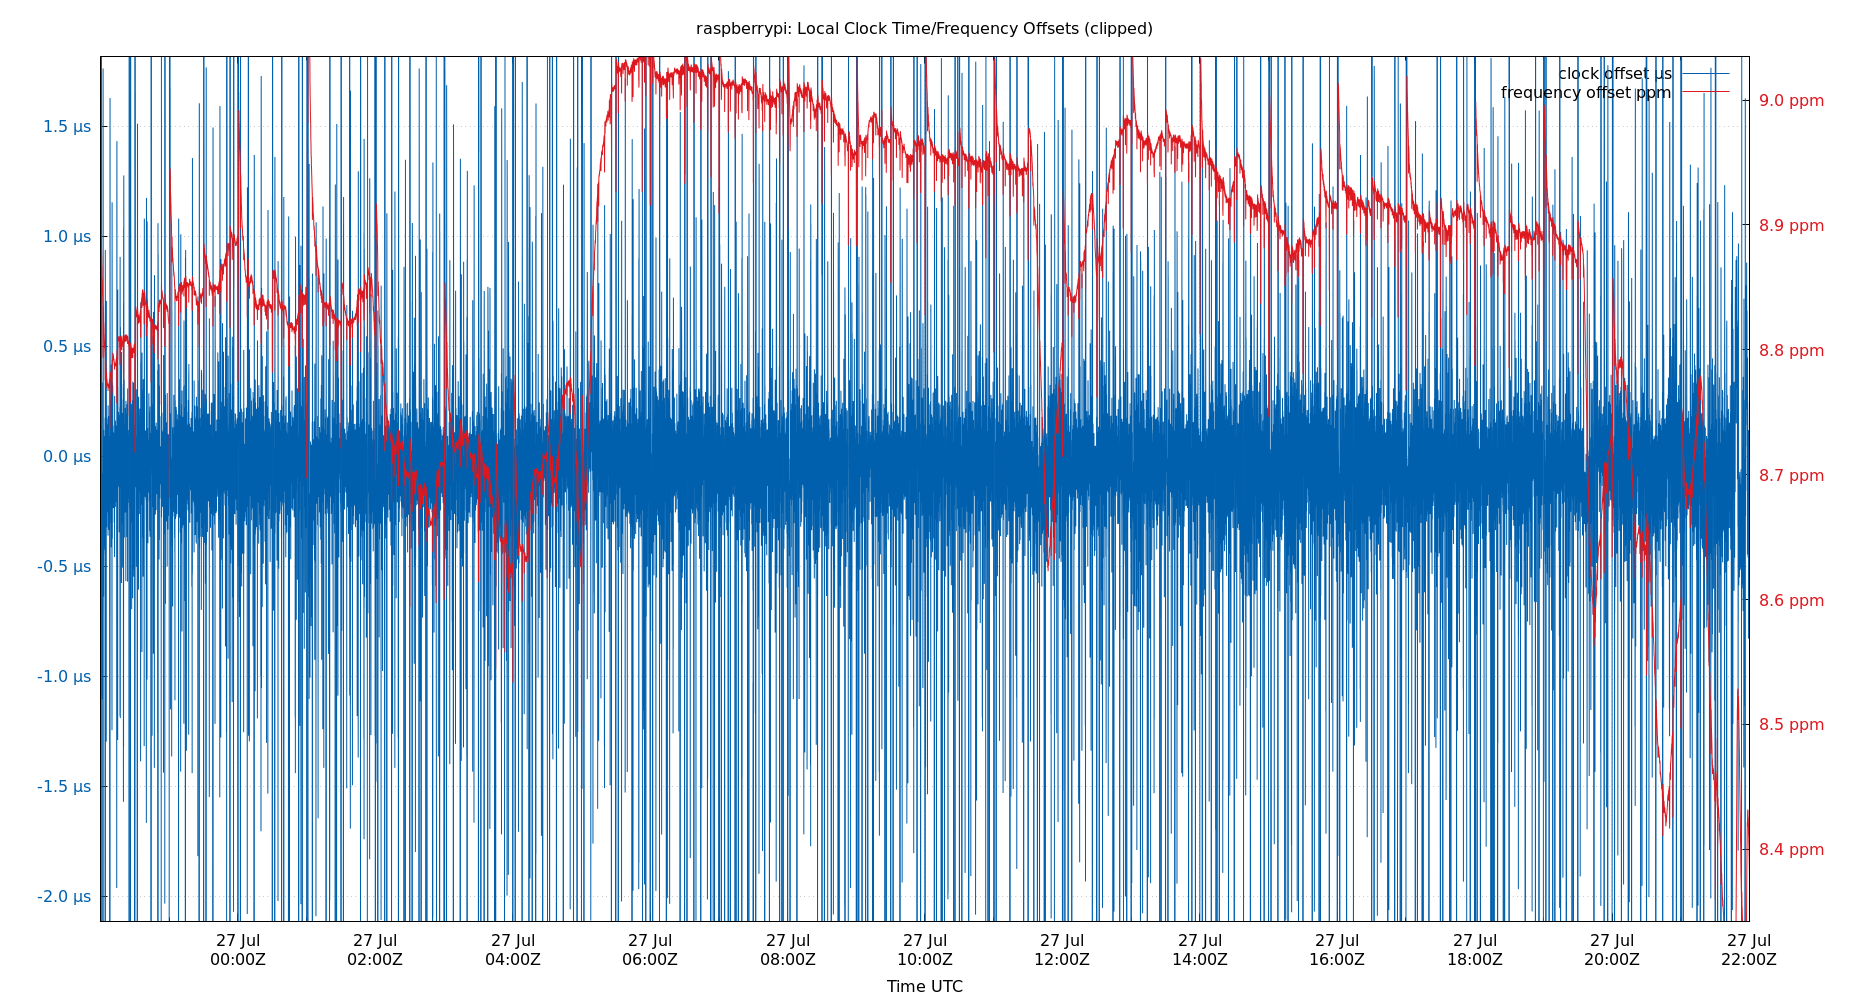 raspberrypi: Local Clock Time/Frequency Offsets (clipped)
clock offset µs
frequency offset ppm
1.5 µs
1.0 µs
0.5 µs
0.0 µs
-0.5 µs
-1.0 µs
-1.5 µs
-2.0 µs
9.0 ppm
8.9 ppm
8.8 ppm
8.7 ppm
8.6 ppm
8.5 ppm
8.4 ppm
27 Jul 27 Jul 27 Jul 27 Jul 27 Jul 27 Jul 27 Jul 27 Jul 27 Jul 27 Jul 27 Jul 27 Jul
00:00Z 02:00Z 04:00Z 06:00Z 08:00Z 10:00Z 12:00Z 14:00Z 16:00Z 18:00Z 20:00Z 22:00Z
Time UTC